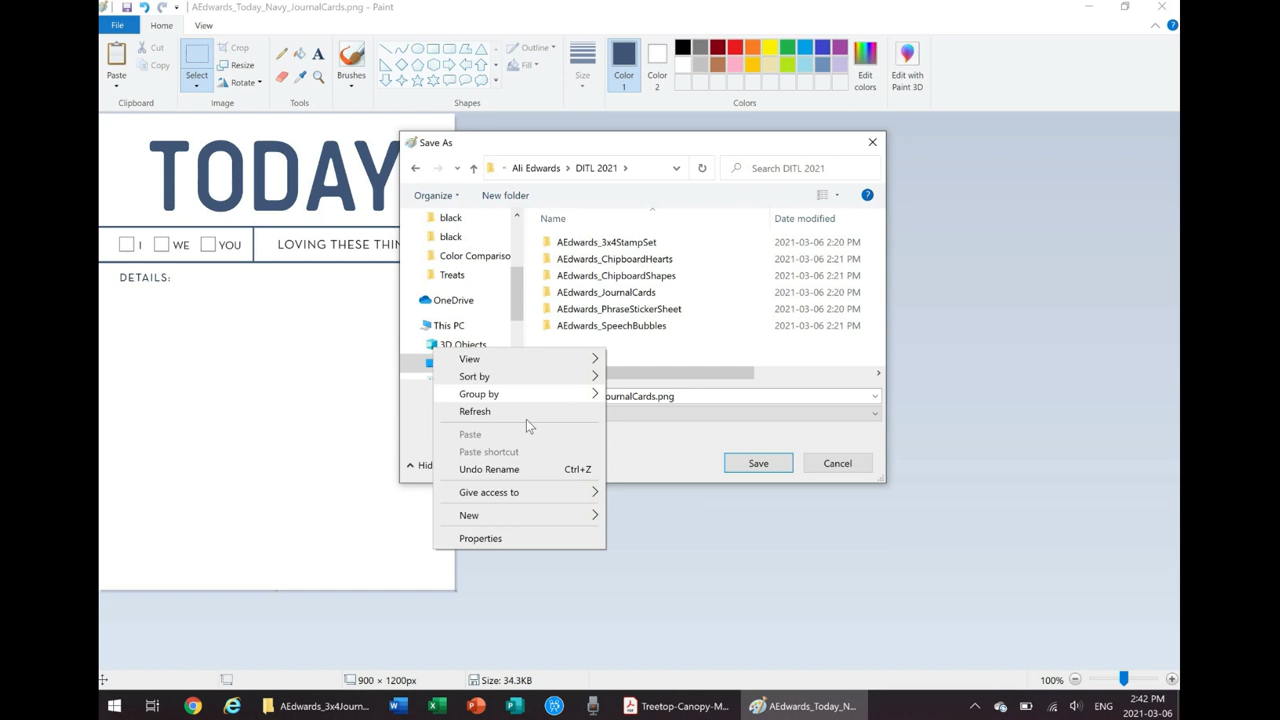 AEdwards_Today_Navy_JournalCards.png - Paint
File
Home
View
Paste
Cut
Copy
Clipboard
Select
Crop
Resize
Rotate
Image
Tools
Brushes
Outline
Fill
Shapes
Size
Color 1
Color 2
Edit colors
Colors
Edit with Paint 3D
TODAY
I
WE
YOU
LOVING THESE THIN
DETAILS:
Save As
Ali Edwards > DITL 2021 >
Search DITL 2021
Organize
New folder
black
black
Color Compariso
Treats
OneDrive
This PC
3D Objects
Name
Date modified
AEdwards_3x4StampSet 2021-03-06 2:20 PM
AEdwards_ChipboardHearts 2021-03-06 2:21 PM
AEdwards_ChipboardShapes 2021-03-06 2:21 PM
AEdwards_JournalCards 2021-03-06 2:20 PM
AEdwards_PhraseStickerSheet 2021-03-06 2:20 PM
AEdwards_SpeechBubbles 2021-03-06 2:21 PM
ournalCards.png
Hid
Save
Cancel
View
Sort by
Group by
Refresh
Paste
Paste shortcut
Undo Rename Ctrl+Z
Give access to
New
Properties
900 × 1200px
Size: 34.3KB
100%
AEdwards_3x4Journ...
Treetop-Canopy-M...
AEdwards_Today_N...
ENG
2:42 PM
2021-03-06